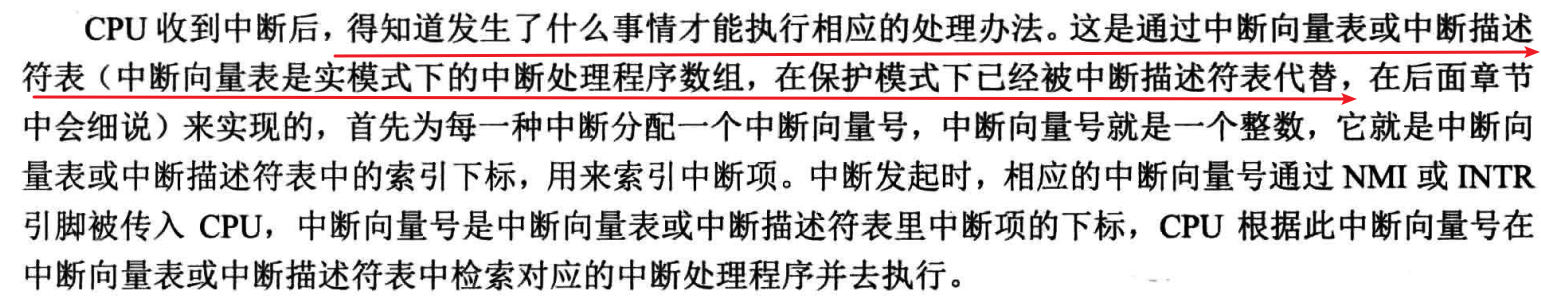 CPU 收到中断后，得知道发生了什么事情才能执行相应的处理办法。这是通过中断向量表或中断描述
符表（中断向量表是实模式下的中断处理程序数组，在保护模式下已经被中断描述符表代替，在后面章节
中会细说）来实现的，首先为每一种中断分配一个中断向量号，中断向量号就是一个整数，它就是中断向
量表或中断描述符表中的索引下标，用来索引中断项。中断发起时，相应的中断向量号通过 NMI 或 INTR
引脚被传入 CPU，中断向量号是中断向量表或中断描述符表里中断项的下标，CPU 根据此中断向量号在
中断向量表或中断描述符表中检索对应的中断处理程序并去执行。